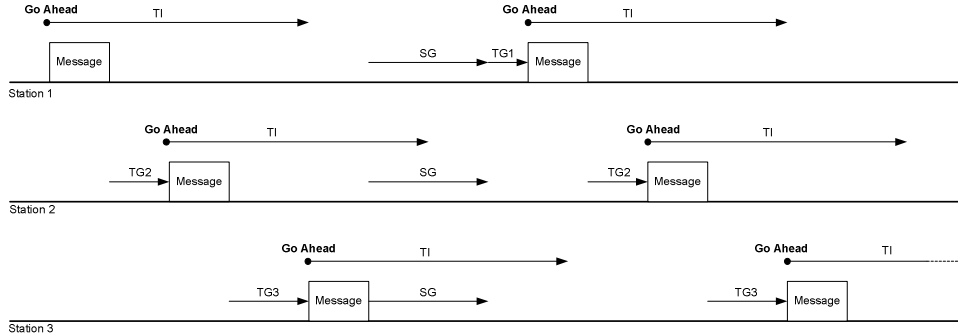 Go Ahead TI Go Ahead TI
Message SG TG1 Message
Station 1
Go Ahead TI Go Ahead TI
TG2 Message SG TG2 Message
Station 2
Go Ahead TI Go Ahead TI
TG3 Message SG TG3 Message
Station 3